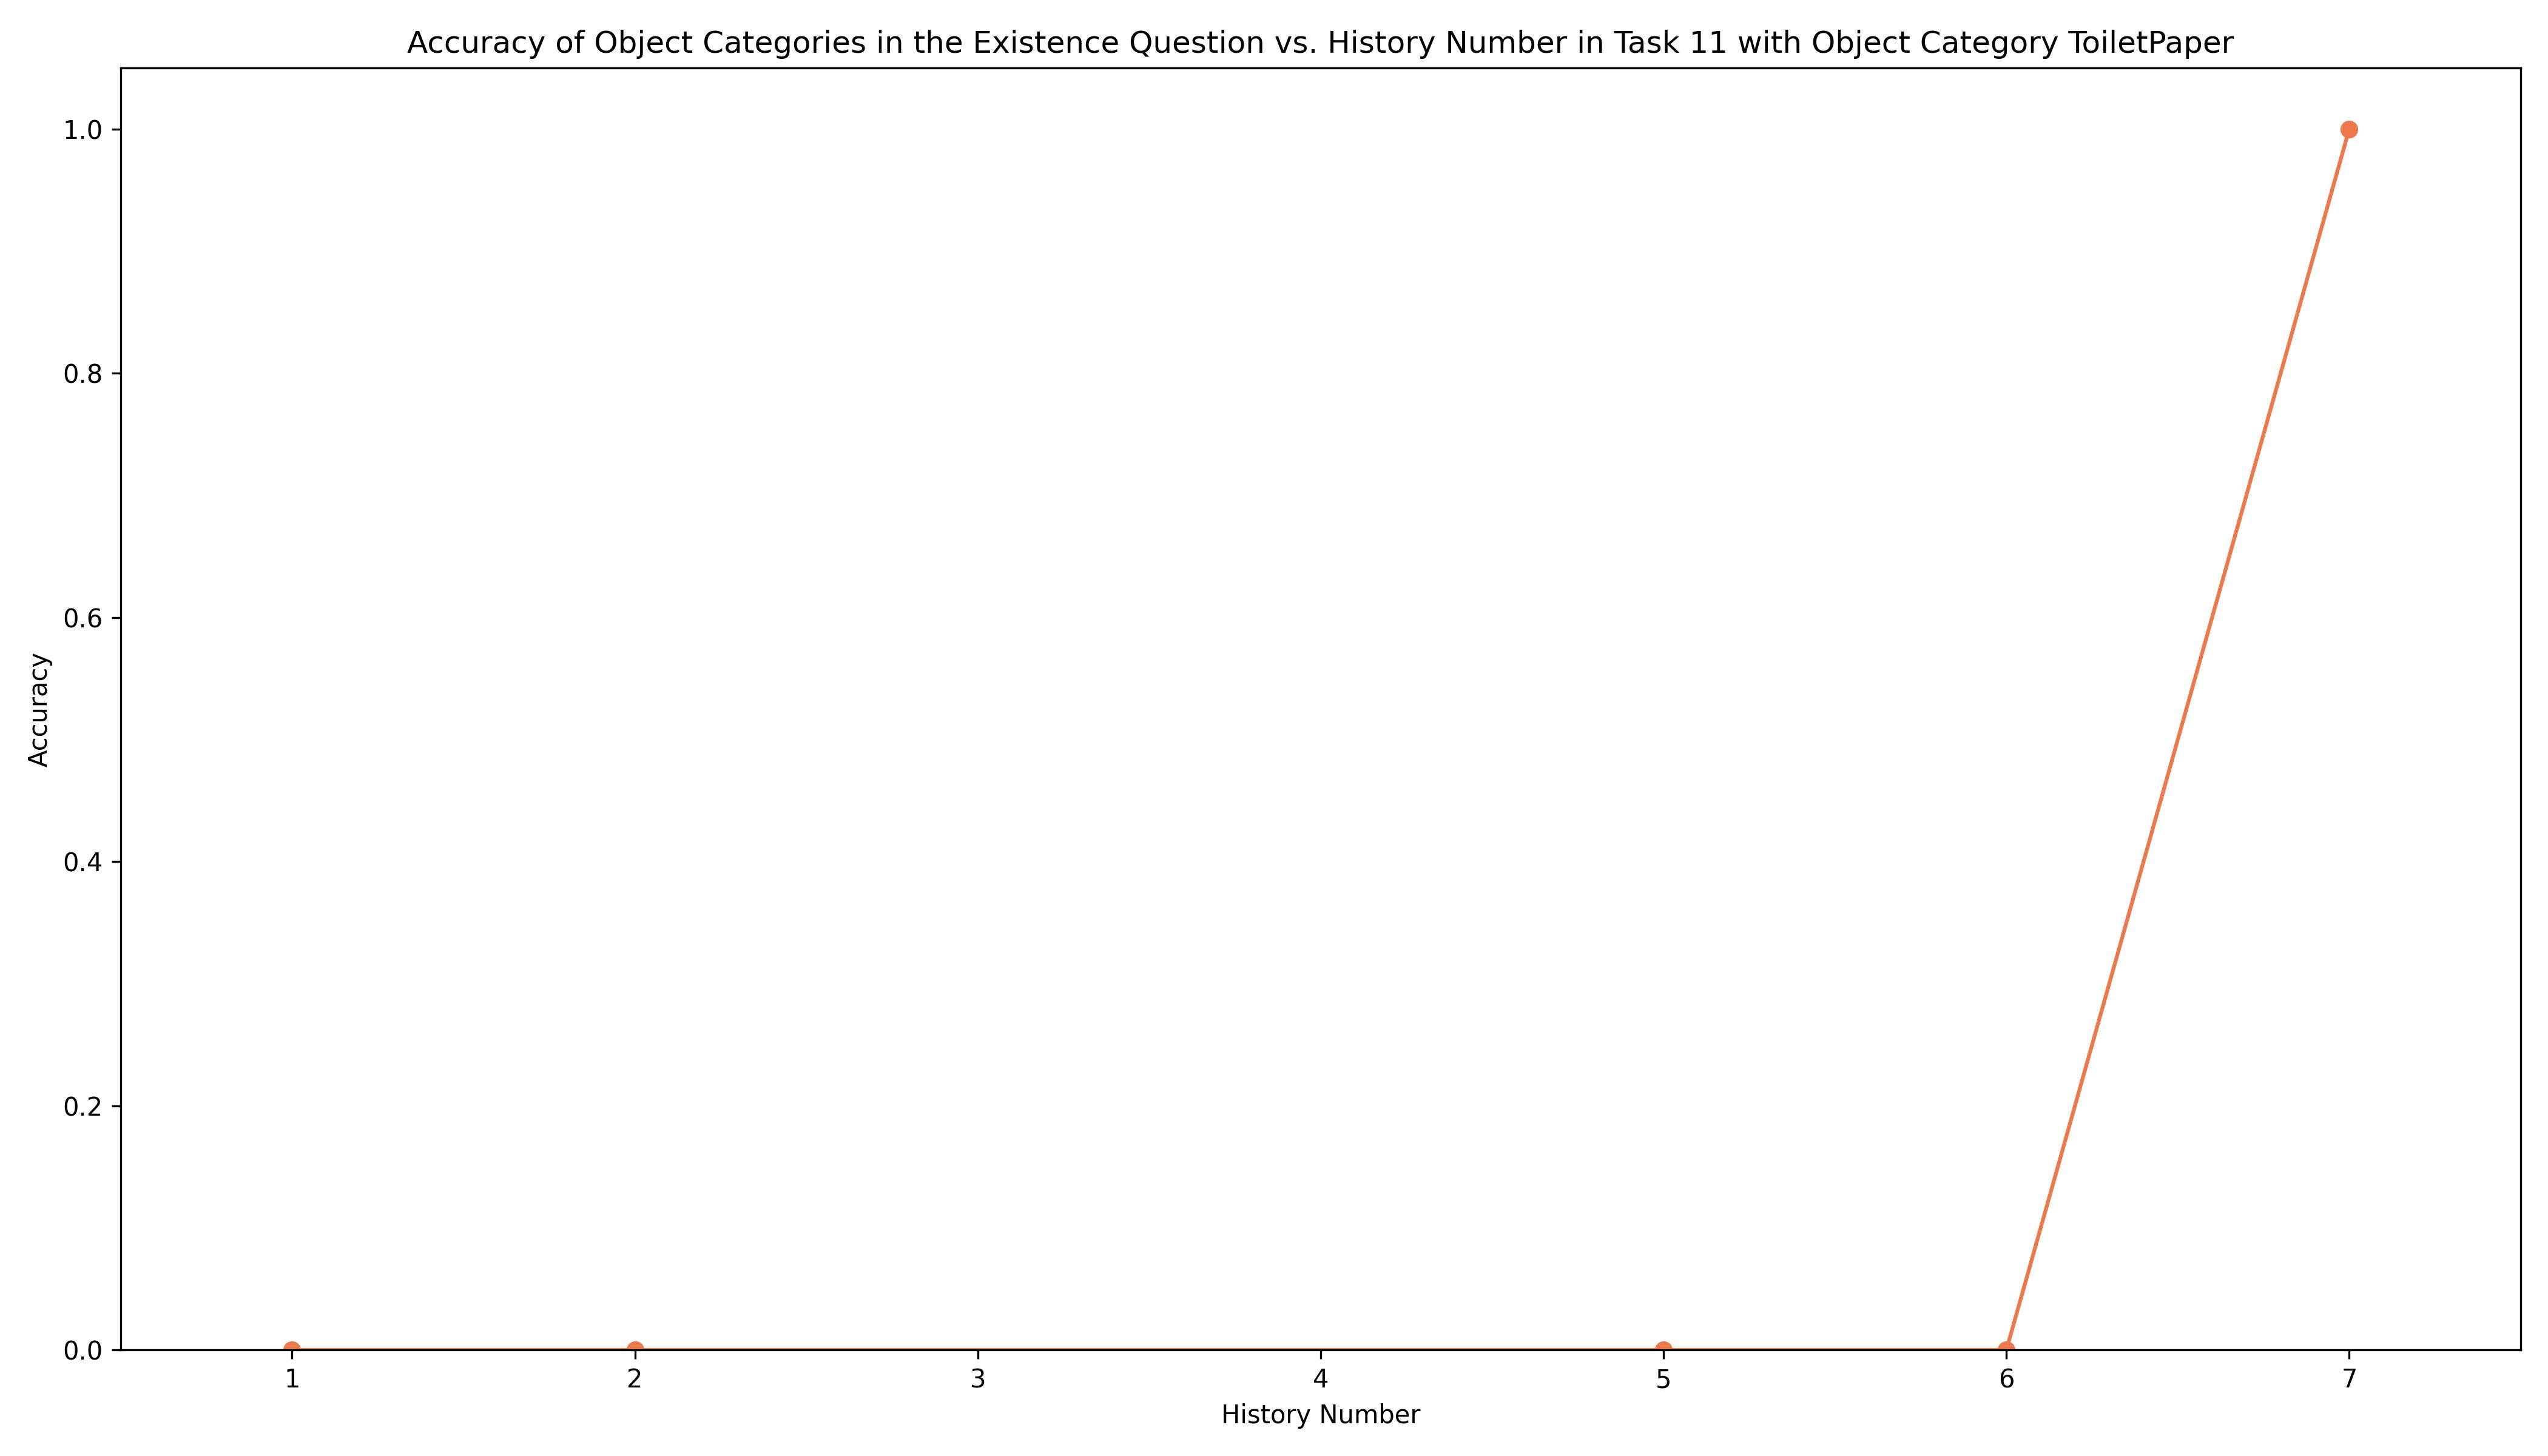 Accuracy of Object Categories in the Existence Question vs. History Number in Task 11 with Object Category ToiletPaper
1.0
0.8
0.6
0.4
0.2
0.0
Accuracy
1 2 3 4 5 6 7
History Number